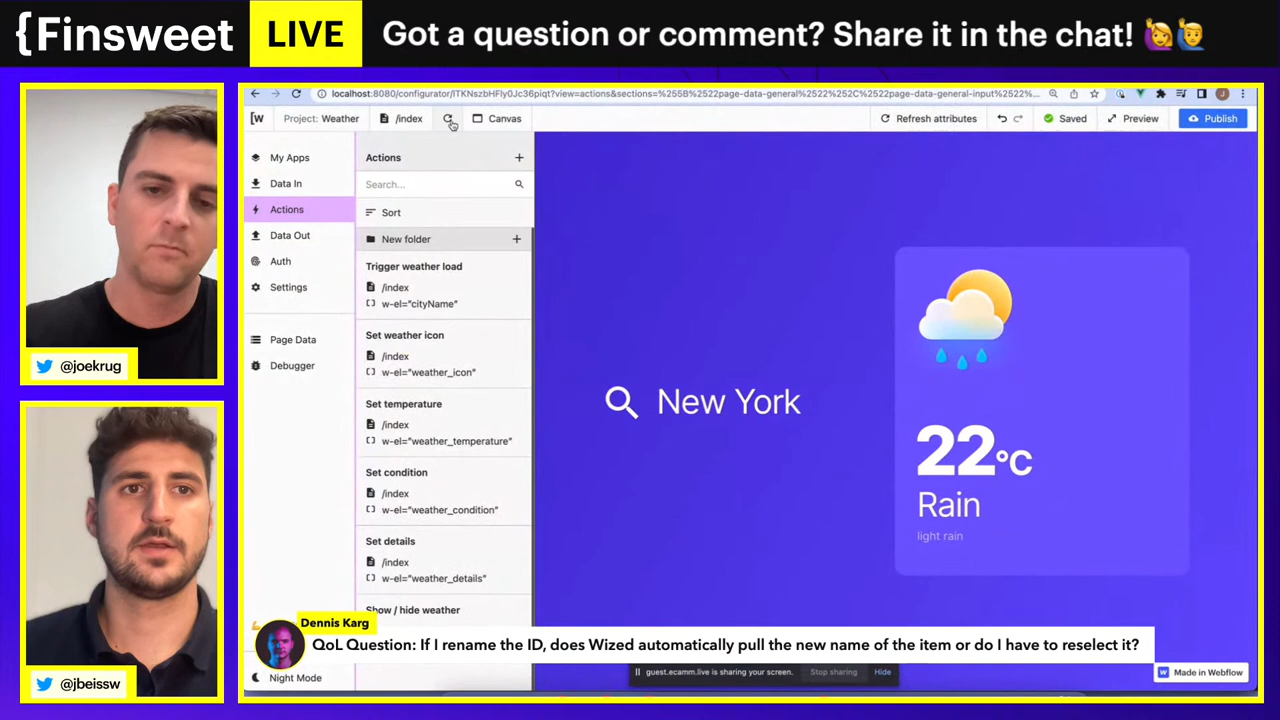 {Finsweet LIVE Got a question or comment? Share it in the chat! 🙋‍♀️🙋‍♂️
@joekrug
@jbeissw
localhost:8080/configurator/ITKNszbHFly0Jc36piqt?view=actions&sections=%255B%2522page-data-general%2522%252C%2522page-data-general-input%2522%...
[W Project: Weather /index Canvas Refresh attributes Saved Preview Publish
My Apps
Data In
Actions
Data Out
Auth
Settings
Page Data
Debugger
Night Mode
Actions +
Search...
Sort
New folder +
Trigger weather load
/index
w-el="cityName"
Set weather icon
/index
w-el="weather_icon"
Set temperature
/index
w-el="weather_temperature"
Set condition
/index
w-el="weather_condition"
Set details
/index
w-el="weather_details"
Show / hide weather
New York
22°C
Rain
light rain
Dennis Karg
QoL Question: If I rename the ID, does Wized automatically pull the new name of the item or do I have to reselect it?
guest.ecamm.live is sharing your screen. Stop sharing Hide
Made in Webflow